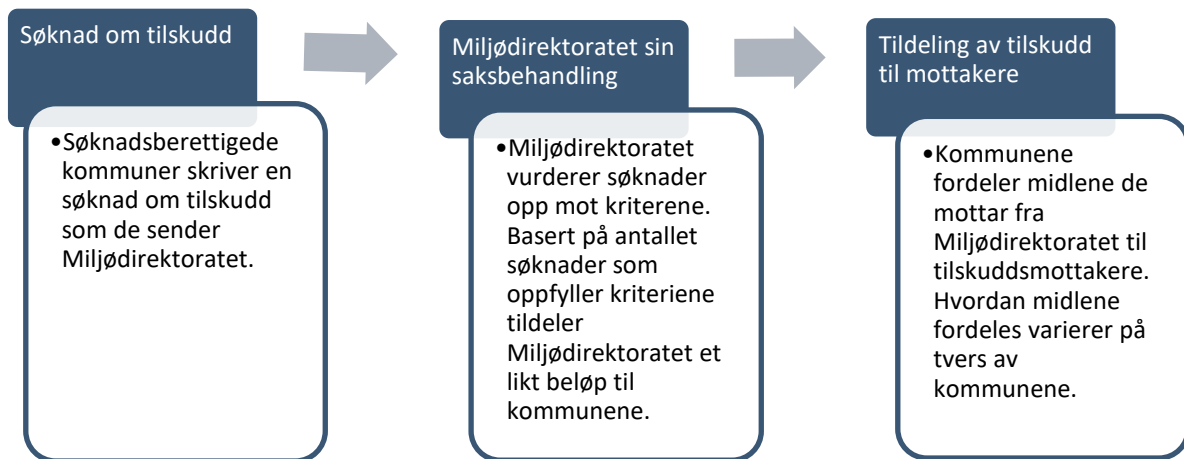 Søknad om tilskudd
•Søknadsberettigede
kommuner skriver en
søknad om tilskudd
som de sender
Miljødirektoratet.
Miljødirektoratet sin
saksbehandling
•Miljødirektoratet
vurderer søknader
opp mot kriterene.
Basert på antallet
søknader som
oppfyller kriteriene
tildeler
Miljødirektoratet et
likt beløp til
kommunene.
Tildeling av tilskudd
til mottakere
•Kommunene
fordeler midlene de
mottar fra
Miljødirektoratet til
tilskuddsmottakere.
Hvordan midlene
fordeles varierer på
tvers av
kommunene.